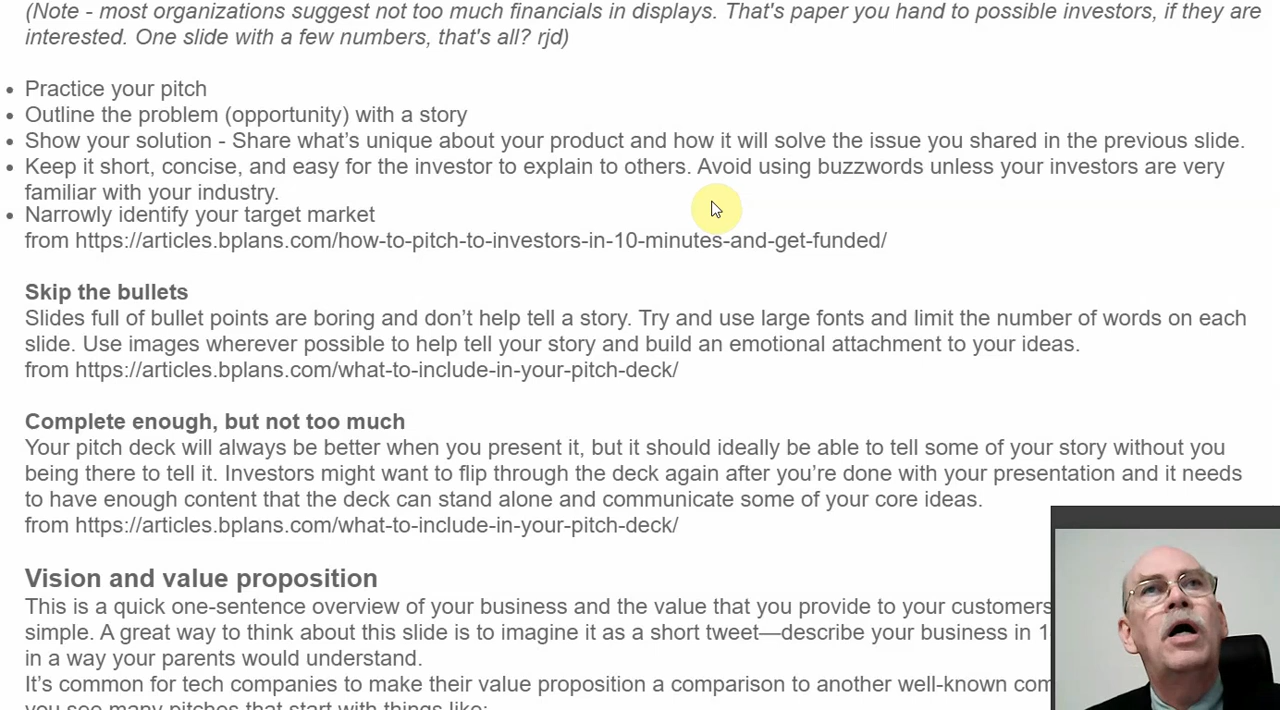 (Note - most organizations suggest not too much financials in displays. That's paper you hand to possible investors, if they are
interested. One slide with a few numbers, that's all? rjd)
• Practice your pitch
• Outline the problem (opportunity) with a story
• Show your solution - Share what’s unique about your product and how it will solve the issue you shared in the previous slide.
• Keep it short, concise, and easy for the investor to explain to others. Avoid using buzzwords unless your investors are very
familiar with your industry.
• Narrowly identify your target market
from https://articles.bplans.com/how-to-pitch-to-investors-in-10-minutes-and-get-funded/
Skip the bullets
Slides full of bullet points are boring and don’t help tell a story. Try and use large fonts and limit the number of words on each
slide. Use images wherever possible to help tell your story and build an emotional attachment to your ideas.
from https://articles.bplans.com/what-to-include-in-your-pitch-deck/
Complete enough, but not too much
Your pitch deck will always be better when you present it, but it should ideally be able to tell some of your story without you
being there to tell it. Investors might want to flip through the deck again after you’re done with your presentation and it needs
to have enough content that the deck can stand alone and communicate some of your core ideas.
from https://articles.bplans.com/what-to-include-in-your-pitch-deck/
Vision and value proposition
This is a quick one-sentence overview of your business and the value that you provide to your customers
simple. A great way to think about this slide is to imagine it as a short tweet—describe your business in 1
in a way your parents would understand.
It’s common for tech companies to make their value proposition a comparison to another well-known com
you see many pitches that start with things like: